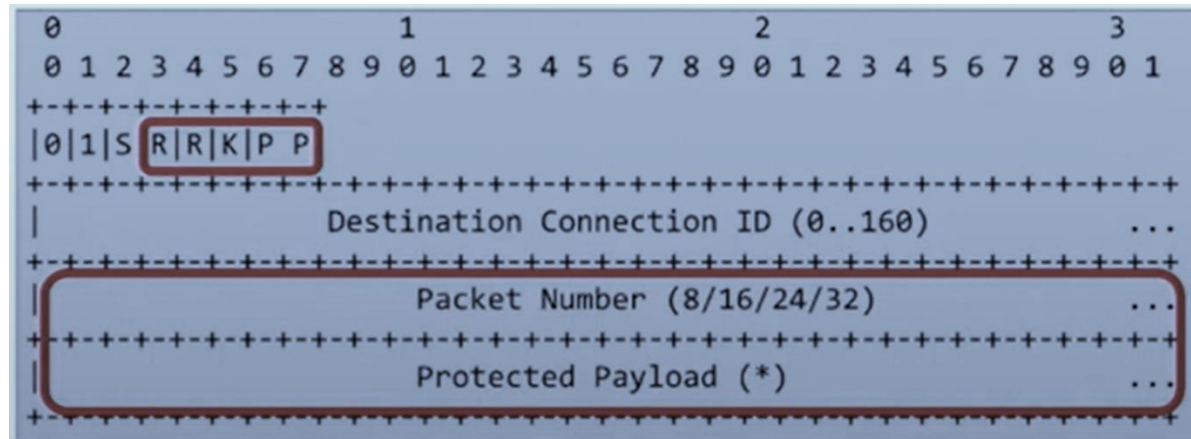 0 1 2 3
0 1 2 3 4 5 6 7 8 9 0 1 2 3 4 5 6 7 8 9 0 1 2 3 4 5 6 7 8 9 0 1
+-+-+-+-+-+-+-+-+
|0|1|S|R|R|K|P P|
+-+-+-+-+-+-+-+-+-+-+-+-+-+-+-+-+-+-+-+-+-+-+-+-+-+-+-+-+-+-+-+-+
| Destination Connection ID (0..160) ...
+-+-+-+-+-+-+-+-+-+-+-+-+-+-+-+-+-+-+-+-+-+-+-+-+-+-+-+-+-+-+-+-+
| Packet Number (8/16/24/32) ...
+-+-+-+-+-+-+-+-+-+-+-+-+-+-+-+-+-+-+-+-+-+-+-+-+-+-+-+-+-+-+-+-+
| Protected Payload (*) ...
+-+-+-+-+-+-+-+-+-+-+-+-+-+-+-+-+-+-+-+-+-+-+-+-+-+-+-+-+-+-+-+-+